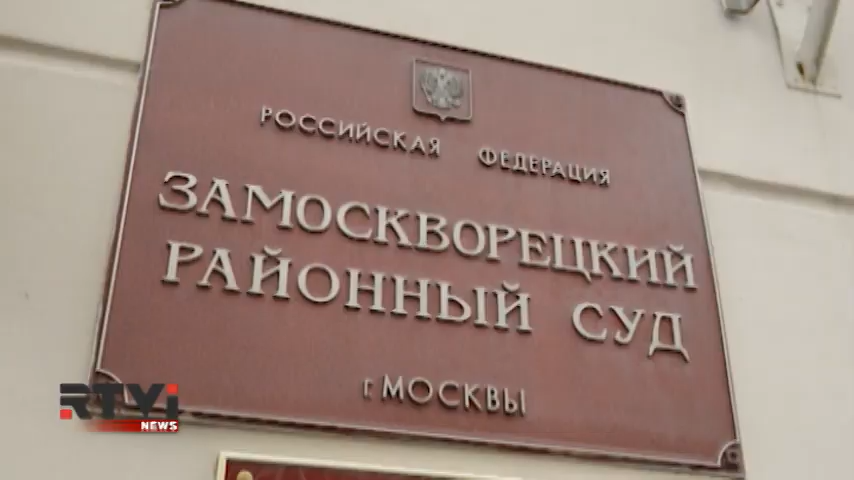 РОССИЙСКАЯ ФЕДЕРАЦИЯ
ЗАМОСКВОРЕЦКИЙ
РАЙОННЫЙ СУД
г. МОСКВЫ
RTVi
NEWS